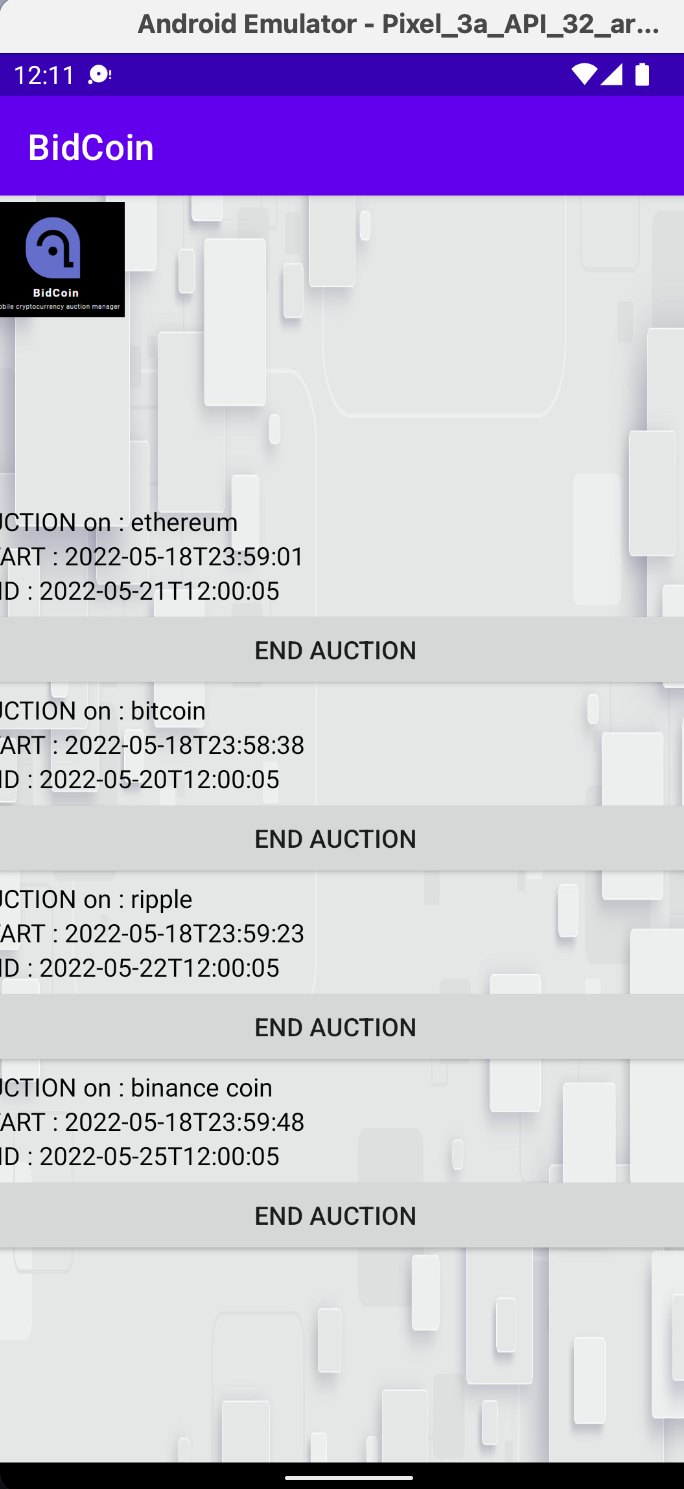 Android Emulator - Pixel_3a_API_32_ar...
12:11
BidCoin
BidCoin
obile cryptocurrency auction manager
UCTION on : ethereum
ART : 2022-05-18T23:59:01
ID : 2022-05-21T12:00:05
END AUCTION
UCTION on : bitcoin
ART : 2022-05-18T23:58:38
ID : 2022-05-20T12:00:05
END AUCTION
UCTION on : ripple
ART : 2022-05-18T23:59:23
ID : 2022-05-22T12:00:05
END AUCTION
UCTION on : binance coin
ART : 2022-05-18T23:59:48
ID : 2022-05-25T12:00:05
END AUCTION